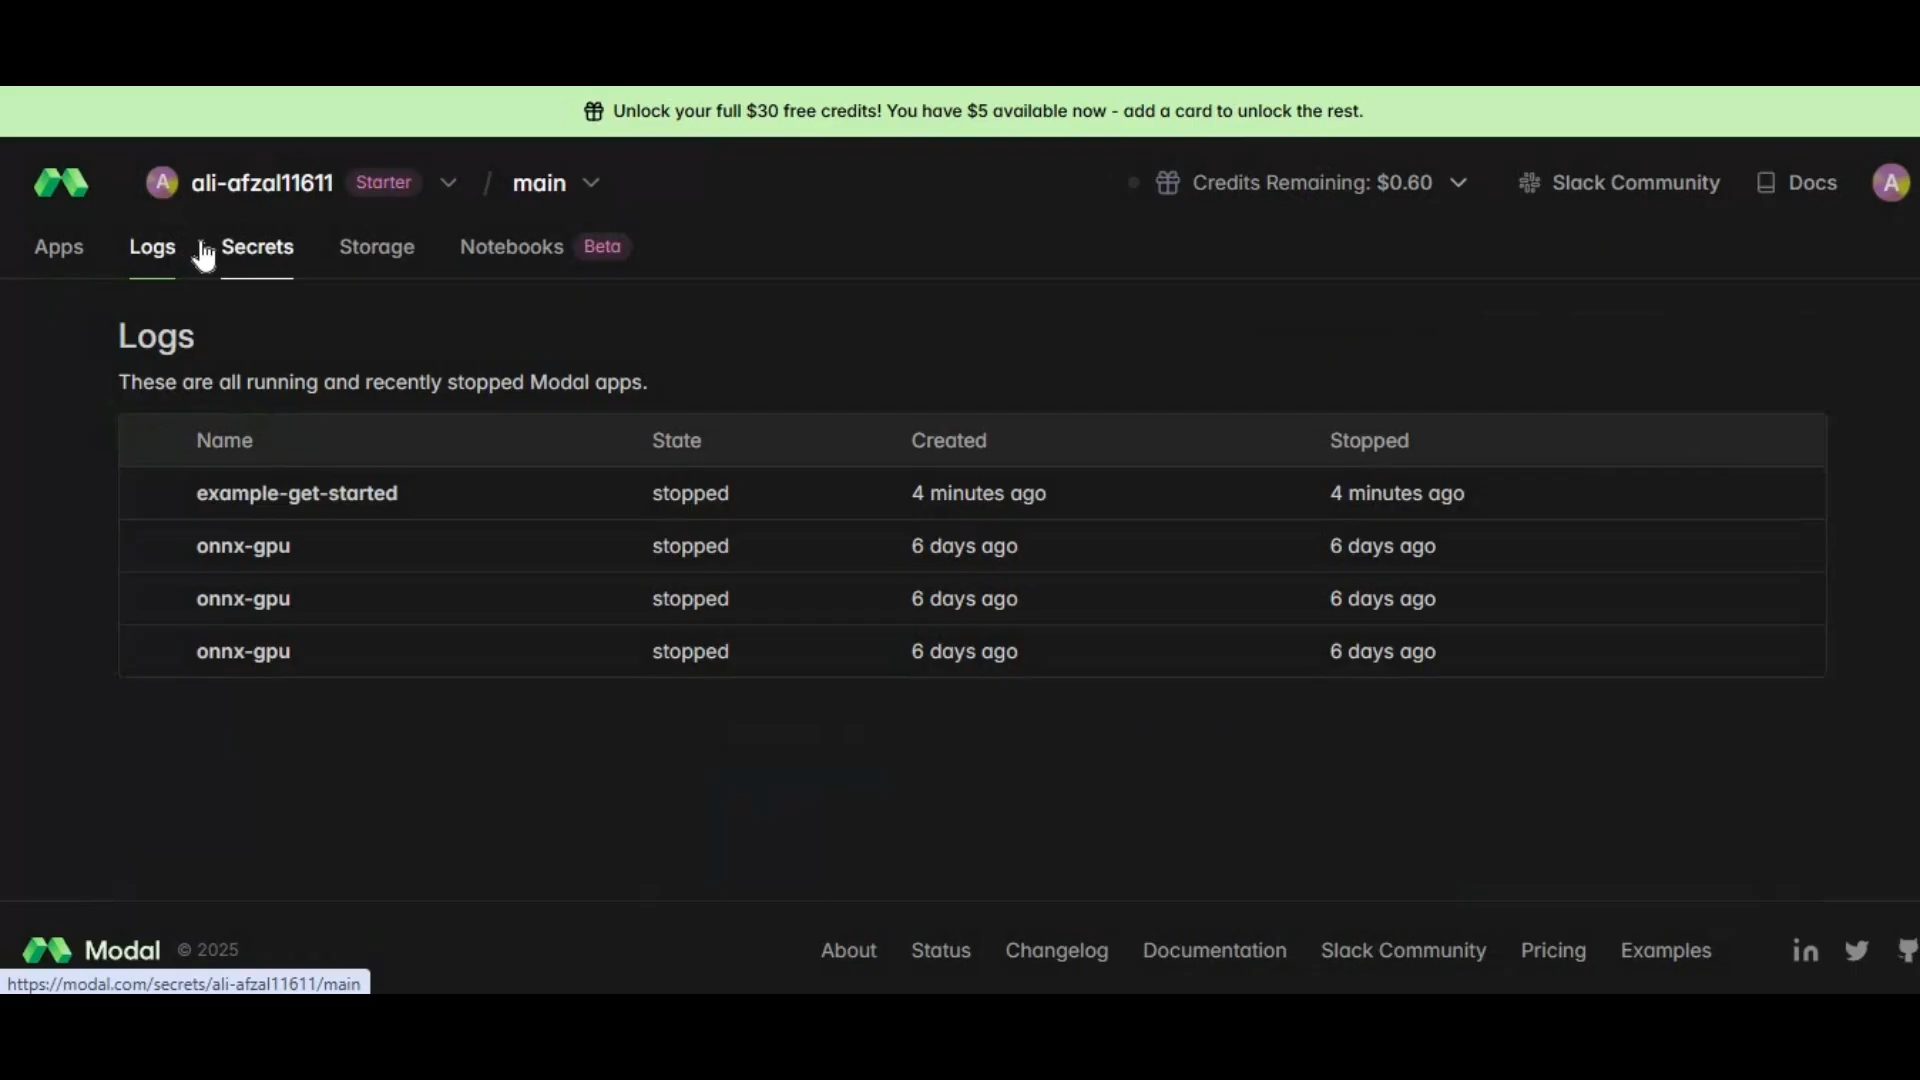 Unlock your full $30 free credits! You have $5 available now - add a card to unlock the rest.
A ali-afzal11611 Starter / main Credits Remaining: $0.60 Slack Community Docs A
Apps Logs Secrets Storage Notebooks Beta
Logs
These are all running and recently stopped Modal apps.
Name State Created Stopped
example-get-started stopped 4 minutes ago 4 minutes ago
onnx-gpu stopped 6 days ago 6 days ago
onnx-gpu stopped 6 days ago 6 days ago
onnx-gpu stopped 6 days ago 6 days ago
Modal © 2025 About Status Changelog Documentation Slack Community Pricing Examples in
https://modal.com/secrets/ali-afzal11611/main